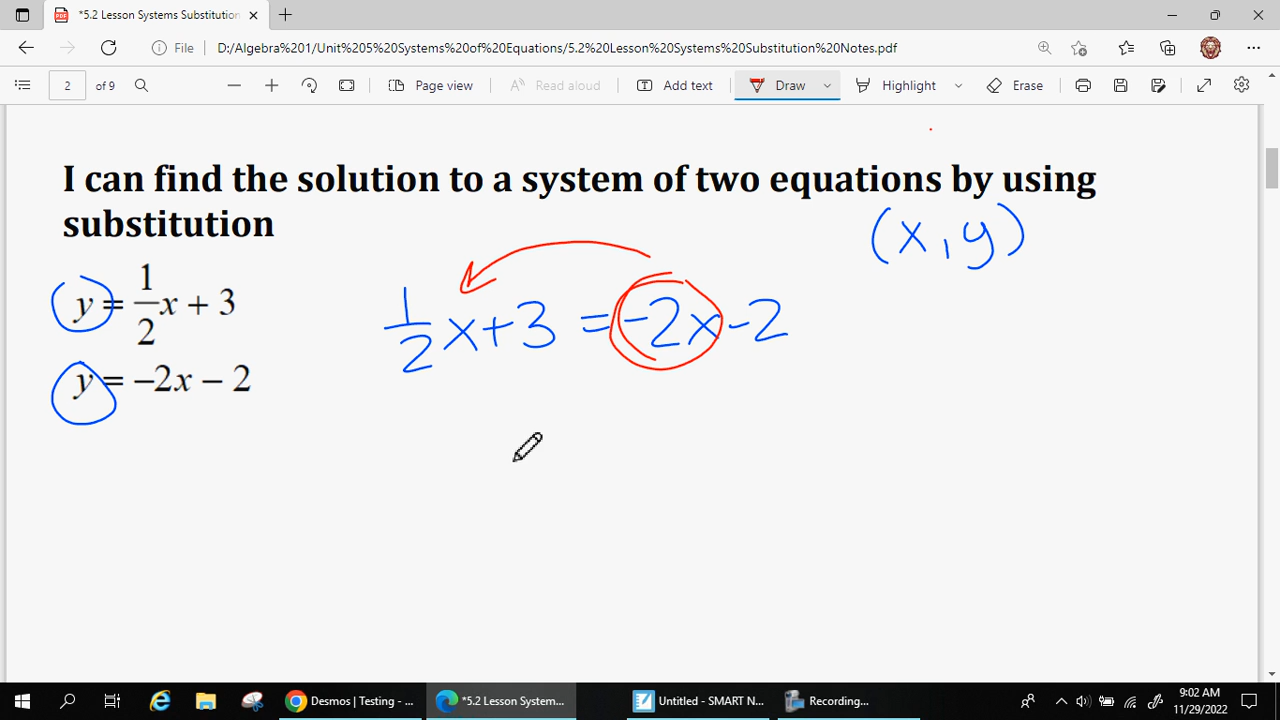 *5.2 Lesson Systems Substitution
File D:/Algebra%201/Unit%205%20Systems%20of%20Equations/5.2%20Lesson%20Systems%20Substitution%20Notes.pdf
2 of 9 Page view Read aloud Add text Draw Highlight Erase
I can find the solution to a system of two equations by using
substitution
(x,y)
y = 1/2x + 3
1/2x+3 = -2x-2
y = −2x − 2
Desmos | Testing - ... *5.2 Lesson System... Untitled - SMART N... Recording... 9:02 AM
11/29/2022